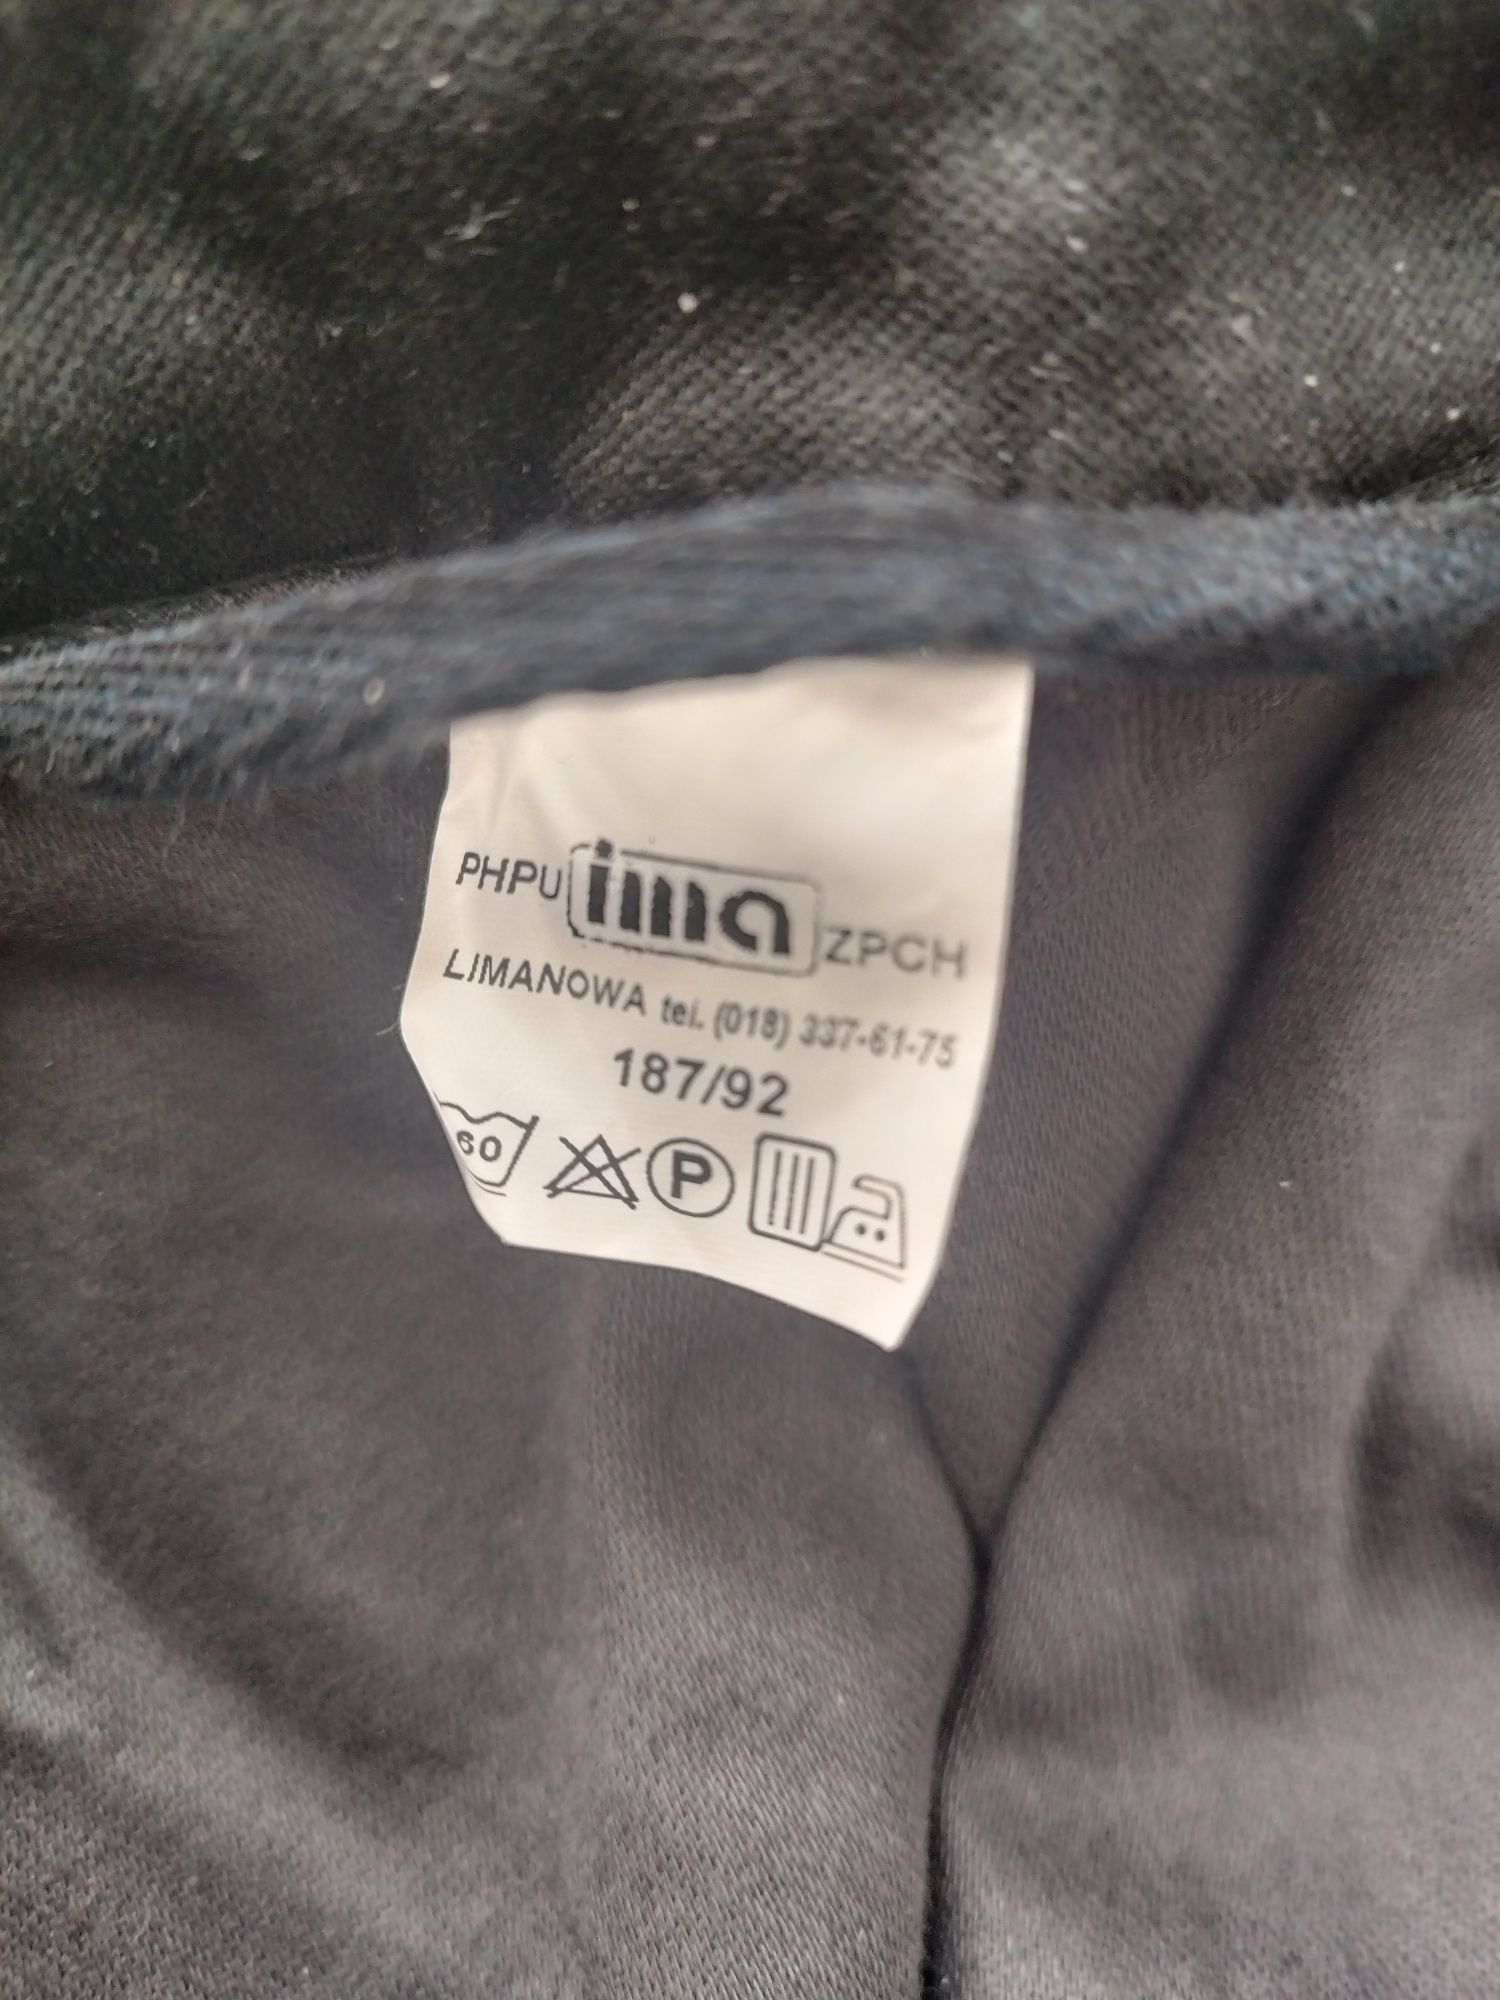 PHPU ima ZPCH
LIMANOWA tel. (018) 337-61-75
187/92
60
P